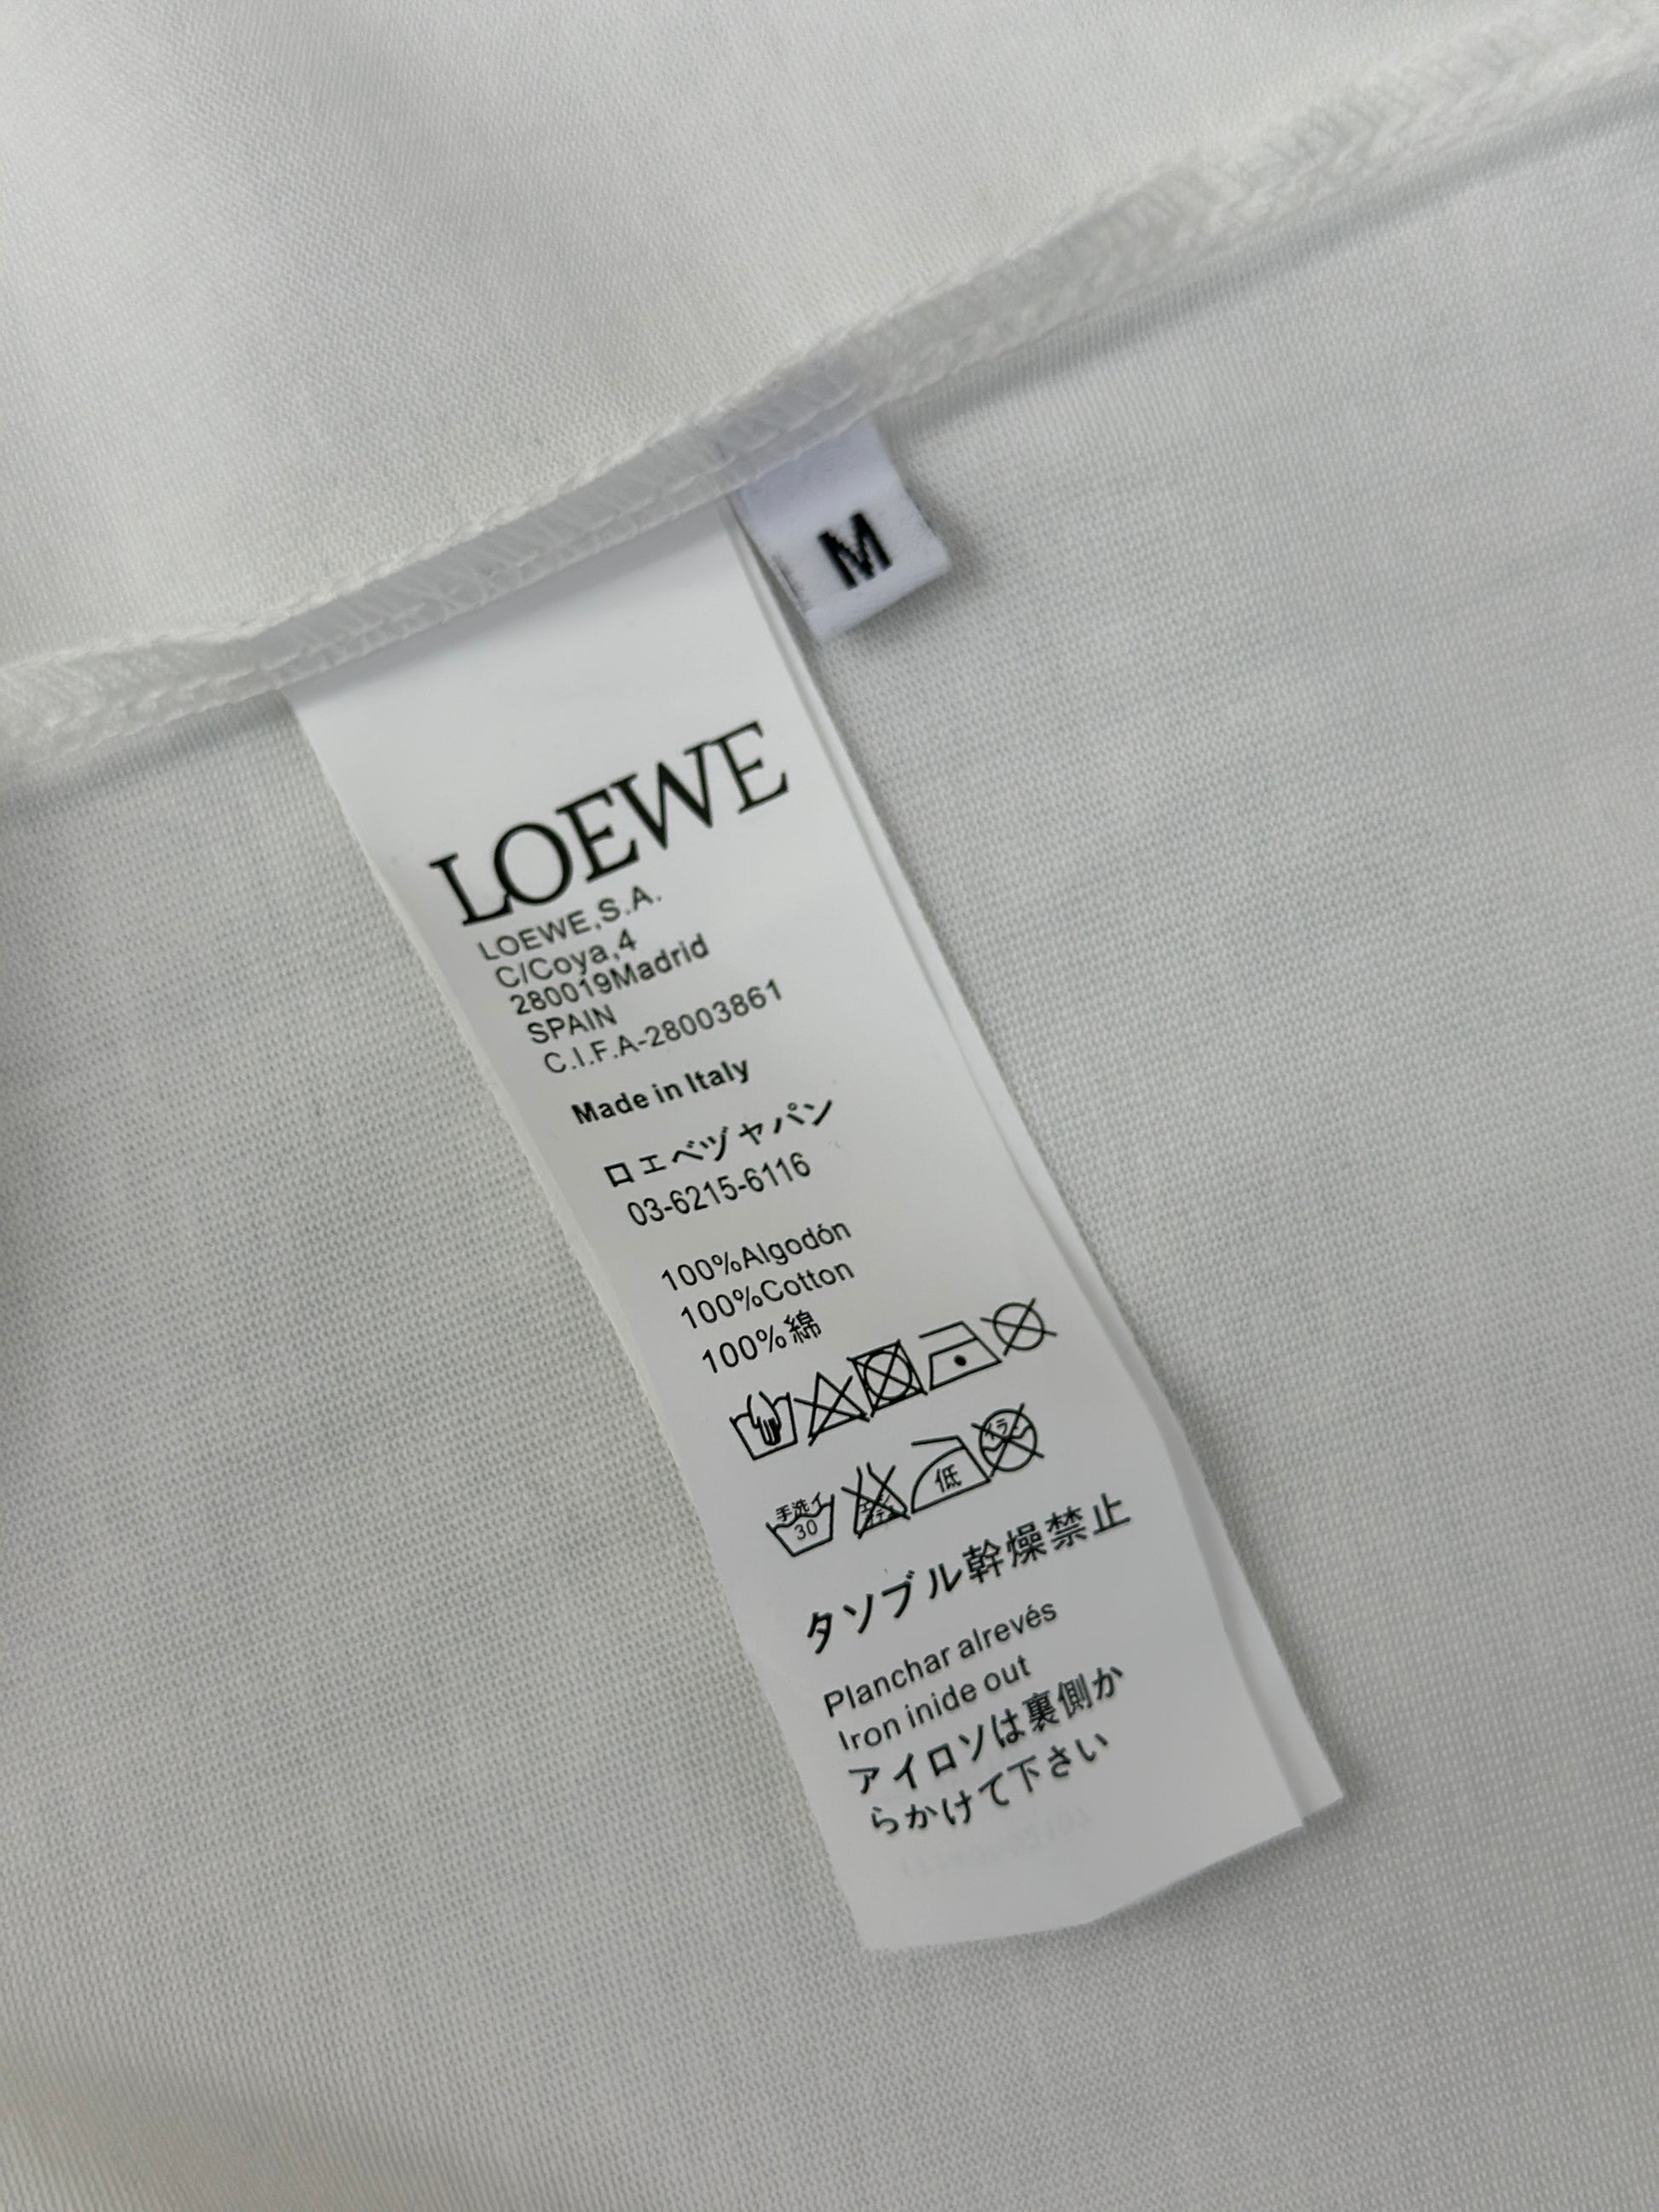 M
LOEWE
LOEWE,S.A.
C/Coya,4
280019Madrid
SPAIN
C.I.F.A-28003861
Made in Italy
ロエベヅャパン
03-6215-6116
100%Algodón
100%Cotton
100%綿
手洗イ
30
低
タソブル幹燥禁止
Planchar alrevés
Iron inide out
アイロソは裏側か
らかけて下さい